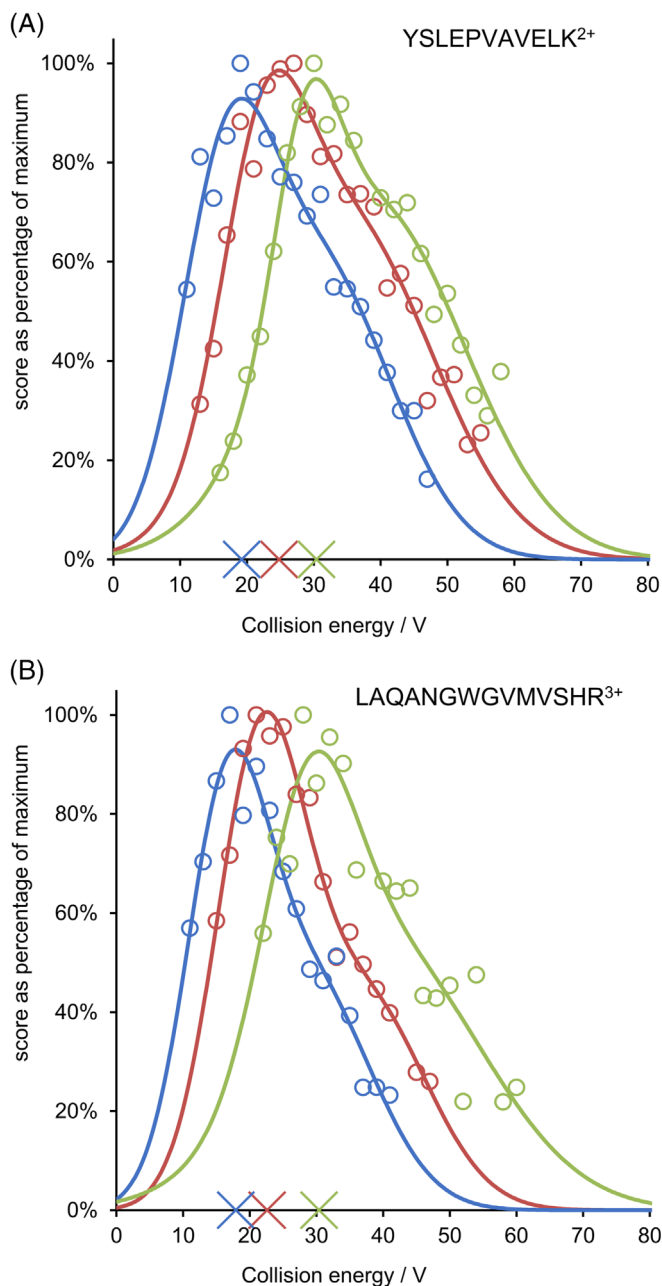 (A)
YSLEPVAVELK2+
100%
80%
60%
40%
20%
0%
score as percentage of maximum
0 10 20 30 40 50 60 70 80
Collision energy / V
(B)
LAQANGWGVMVSHR3+
100%
80%
60%
40%
20%
0%
score as percentage of maximum
0 10 20 30 40 50 60 70 80
Collision energy / V